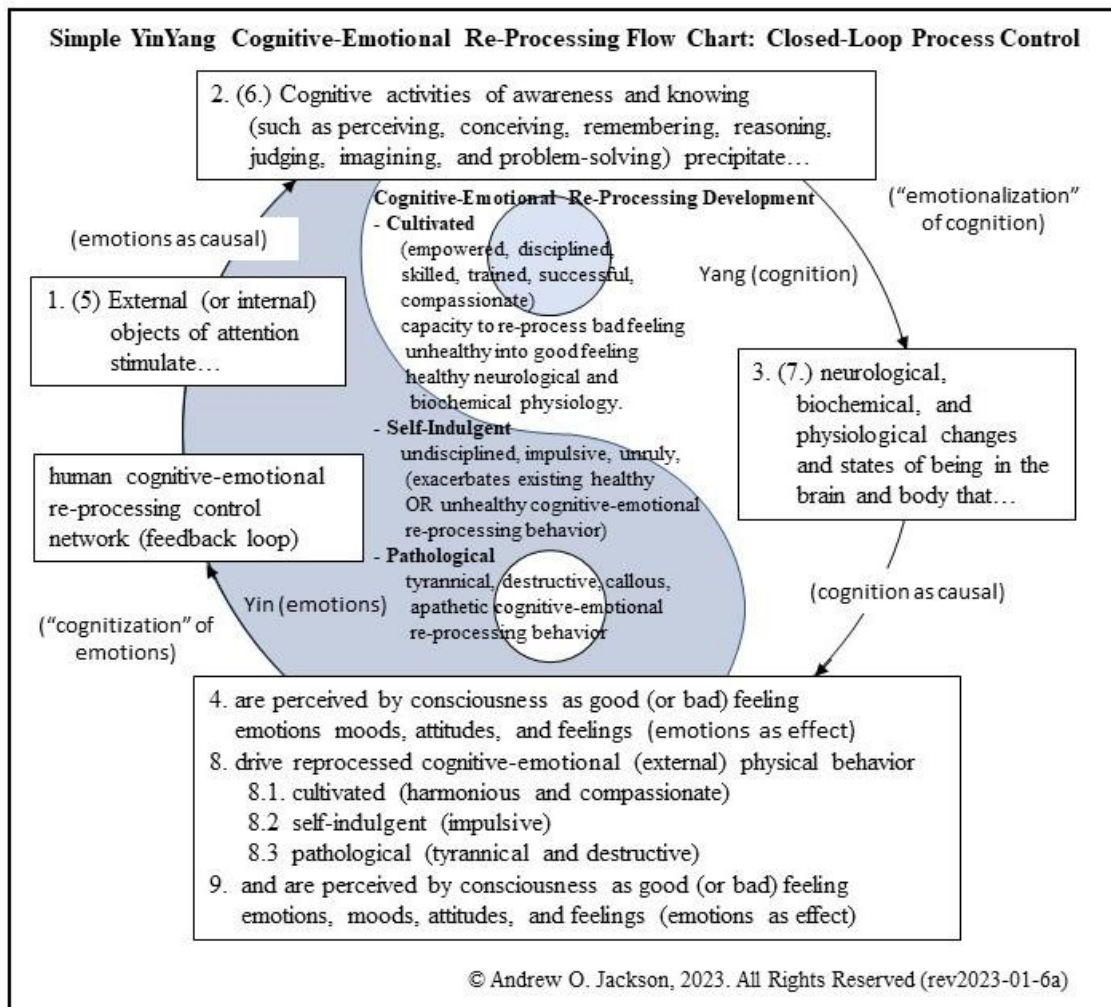 Simple YinYang Cognitive-Emotional Re-Processing Flow Chart: Closed-Loop Process Control
2. (6.) Cognitive activities of awareness and knowing
(such as perceiving, conceiving, remembering, reasoning,
judging, imagining, and problem-solving) precipitate…
("emotionalization"
of cognition)
(emotions as causal)
Yang (cognition)
1. (5) External (or internal)
objects of attention
stimulate…
Cognitive-Emotional Re-Processing Development
- Cultivated
(empowered, disciplined,
skilled, trained, successful,
compassionate)
capacity to re-process bad feeling
unhealthy into good feeling
healthy neurological and
biochemical physiology.
- Self-Indulgent
undisciplined, impulsive, unruly,
(exacerbates existing healthy
OR unhealthy cognitive-emotional
re-processing behavior)
- Pathological
tyrannical, destructive, callous,
apathetic cognitive-emotional
re-processing behavior
3. (7.) neurological,
biochemical, and
physiological changes
and states of being in the
brain and body that…
human cognitive-emotional
re-processing control
network (feedback loop)
(cognition as causal)
Yin (emotions)
("cognitization" of
emotions)
4. are perceived by consciousness as good (or bad) feeling
emotions moods, attitudes, and feelings (emotions as effect)
8. drive reprocessed cognitive-emotional (external) physical behavior
8.1. cultivated (harmonious and compassionate)
8.2 self-indulgent (impulsive)
8.3 pathological (tyrannical and destructive)
9. and are perceived by consciousness as good (or bad) feeling
emotions, moods, attitudes, and feelings (emotions as effect)
© Andrew O. Jackson, 2023. All Rights Reserved (rev2023-01-6a)